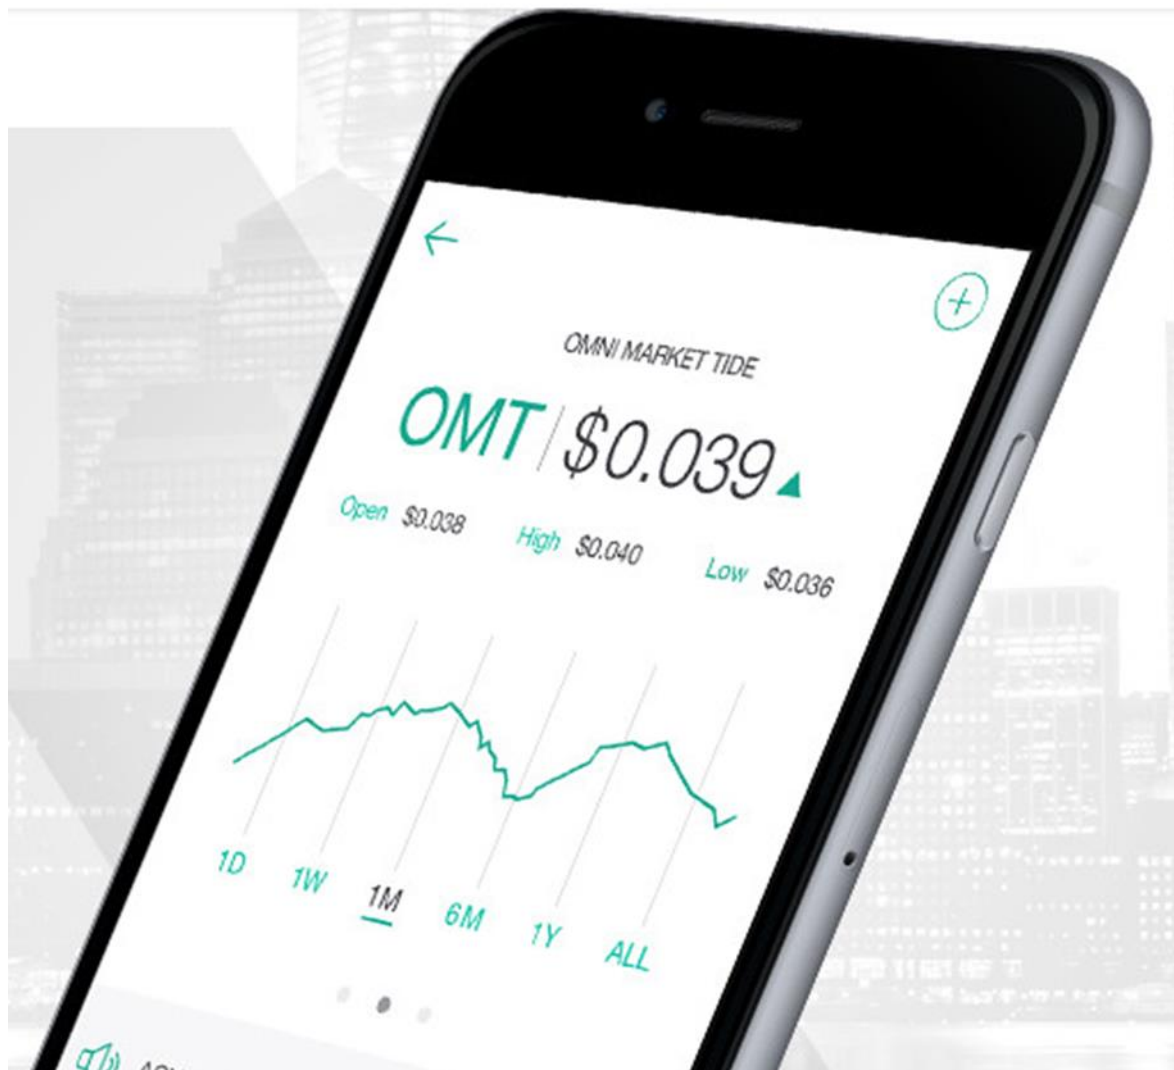 OMNI MARKET TIDE
OMT $0.039
Open $0.038 High $0.040 Low $0.036
1D 1W 1M 6M 1Y ALL